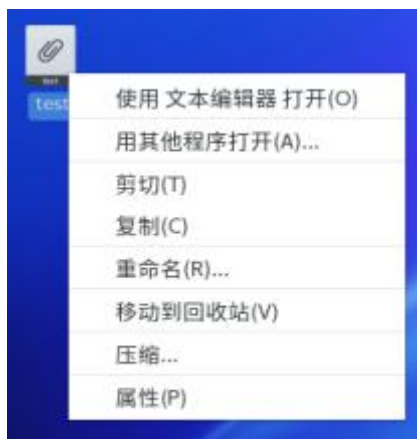 test
使用 文本编辑器 打开(O)
用其他程序打开(A)...
剪切(T)
复制(C)
重命名(R)...
移动到回收站(V)
压缩...
属性(P)